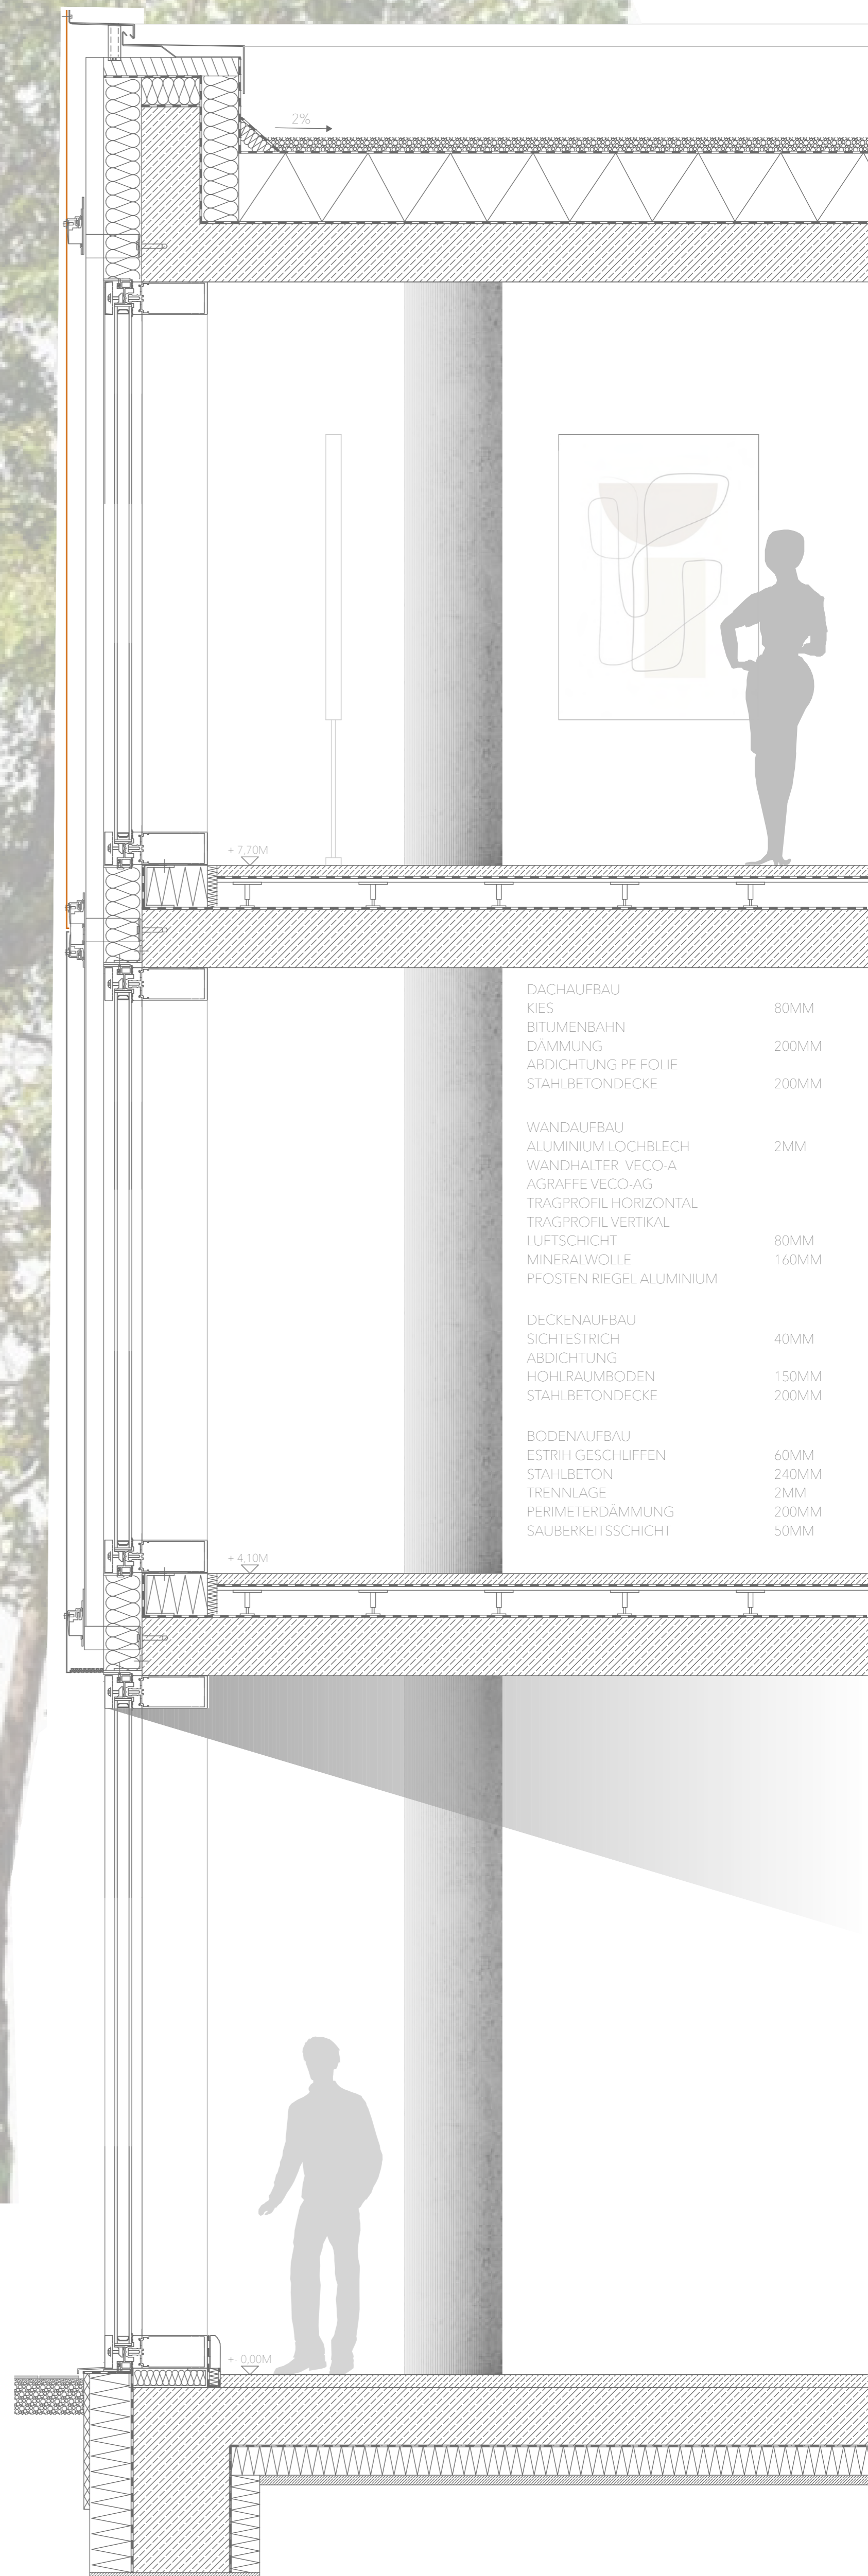 2%
+ 7,70M
DACHAUFBAU
KIES 80MM
BITUMENBAHN
DÄMMUNG 200MM
ABDICHTUNG PE FOLIE
STAHLBETONDECKE 200MM
WANDAUFBAU
ALUMINIUM LOCHBLECH 2MM
WANDHALTER VECO-A
AGRAFFE VECO-AG
TRAGPROFIL HORIZONTAL
TRAGPROFIL VERTIKAL
LUFTSCHICHT 80MM
MINERALWOLLE 160MM
PFOSTEN RIEGEL ALUMINIUM
DECKENAUFBAU
SICHTESTRICH 40MM
ABDICHTUNG
HOHLRAUMBODEN 150MM
STAHLBETONDECKE 200MM
BODENAUFBAU
ESTRIH GESCHLIFFEN 60MM
STAHLBETON 240MM
TRENNLAGE 2MM
PERIMETERDÄMMUNG 200MM
SAUBERKEITSSCHICHT 50MM
+ 4,10M
+- 0,00M